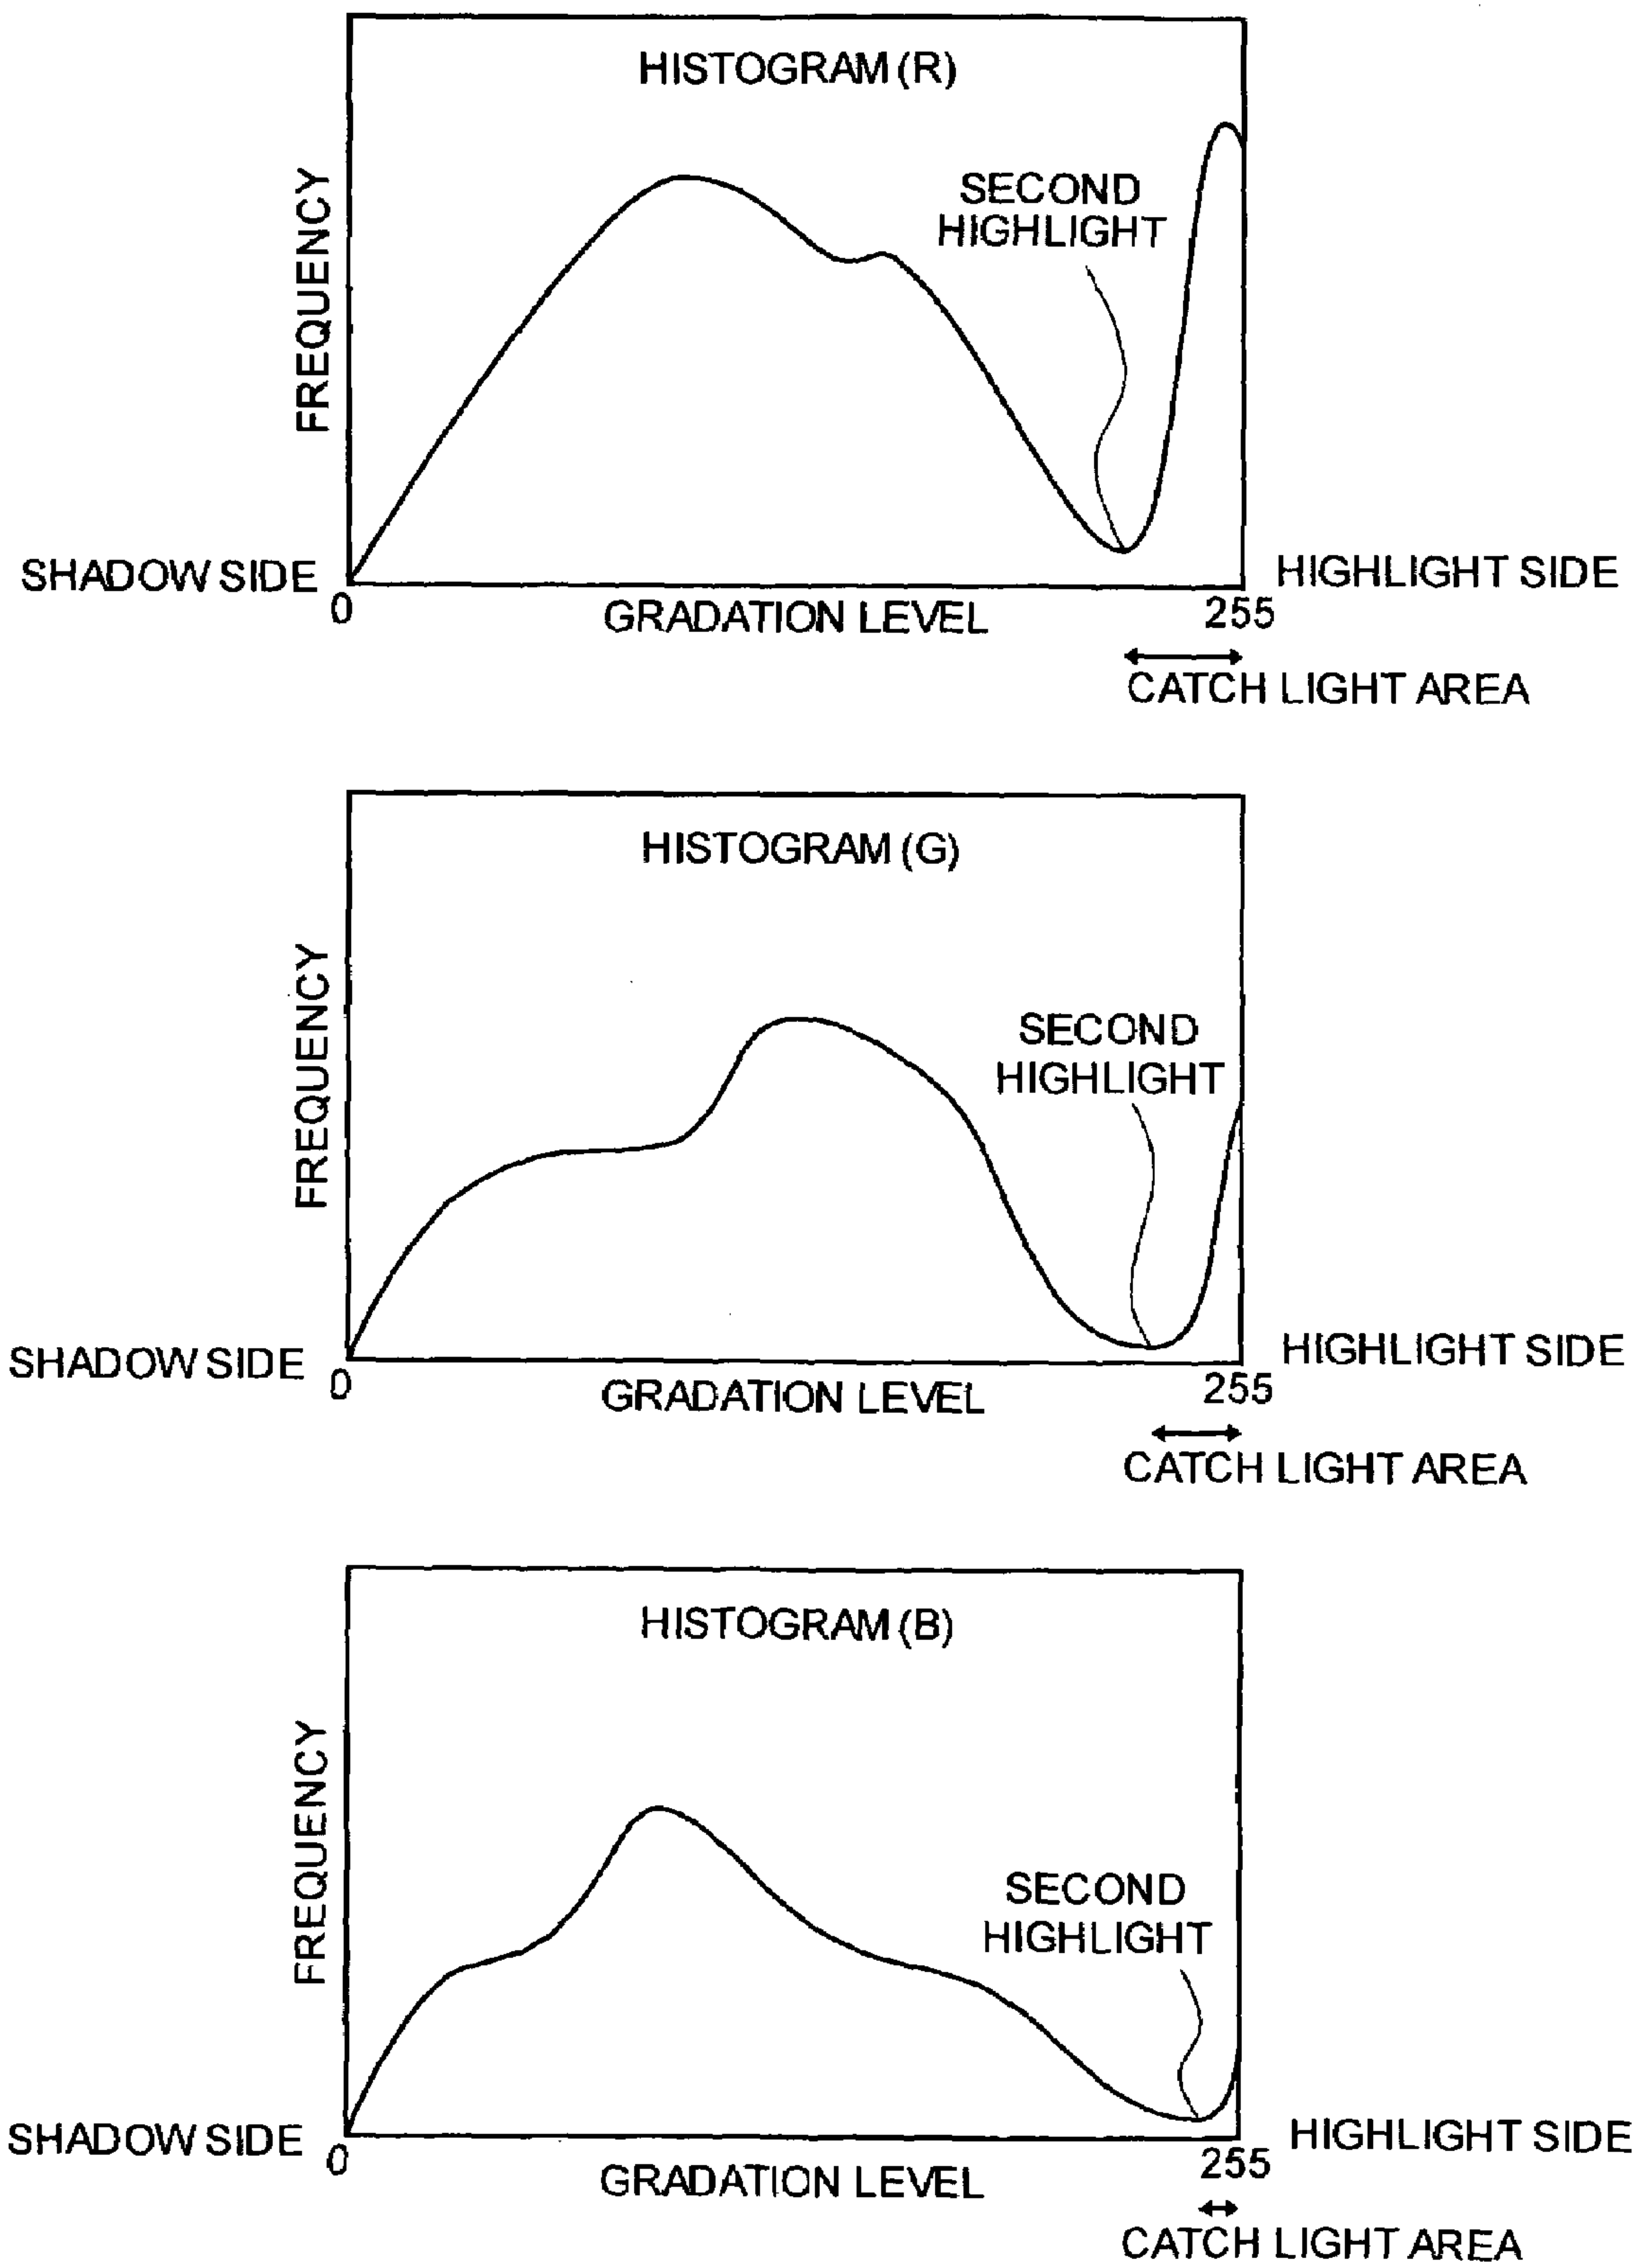 HISTOGRAM (R)
SECOND
HIGHLIGHT
FREQUENCY
SHADOW SIDE
HIGHLIGHT SIDE
0
GRADATION LEVEL
255
CATCH LIGHT AREA
HISTOGRAM (G)
SECOND
HIGHLIGHT
FREQUENCY
SHADOW SIDE
HIGHLIGHT SIDE
0
GRADATION LEVEL
255
CATCH LIGHT AREA
HISTOGRAM (B)
SECOND
HIGHLIGHT
FREQUENCY
SHADOW SIDE
HIGHLIGHT SIDE
0
GRADATION LEVEL
255
CATCH LIGHT AREA